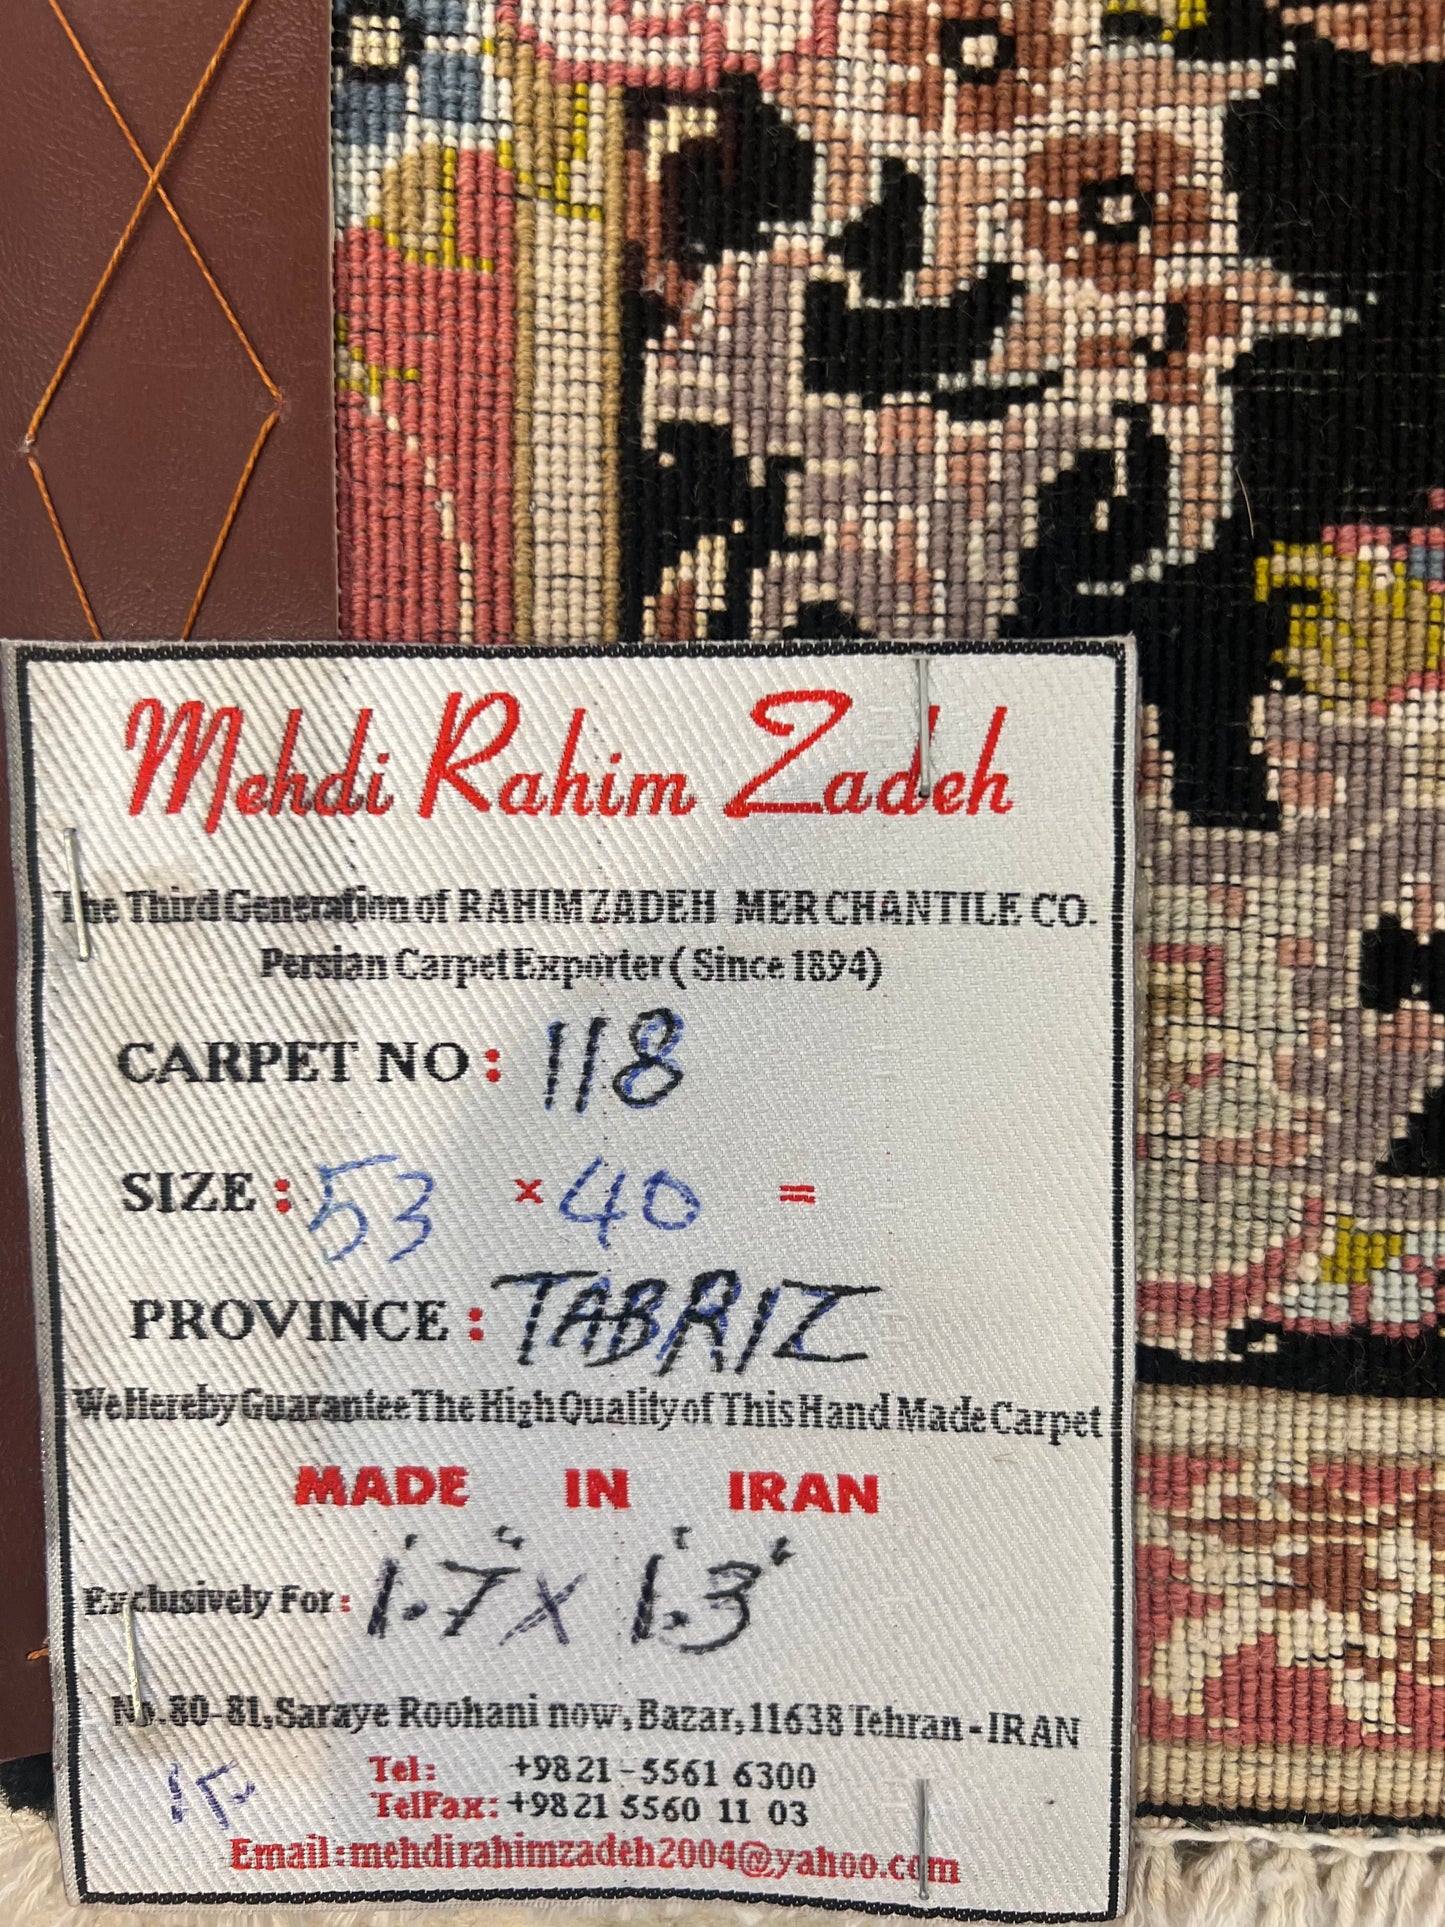 Mehdi Rahim Zadeh
The Third Generation of RAHIMZADEH MERCHANTILE CO.
Persian Carpet Exporter ( Since 1894)
CARPET NO : 118
SIZE : 53 × 40 =
PROVINCE : TABRIZ
We Hereby Guarantee The High Quality of This Hand Made Carpet
MADE IN IRAN
Exclusively For : 1.7 x 1.3
No.80-81,Saraye Roohani now,Bazar,11638 Tehran-IRAN
Tel: +9821-5561 6300
TelFax: +9821 5560 11 03
Email:mehdirahimzadeh2004@yahoo.com